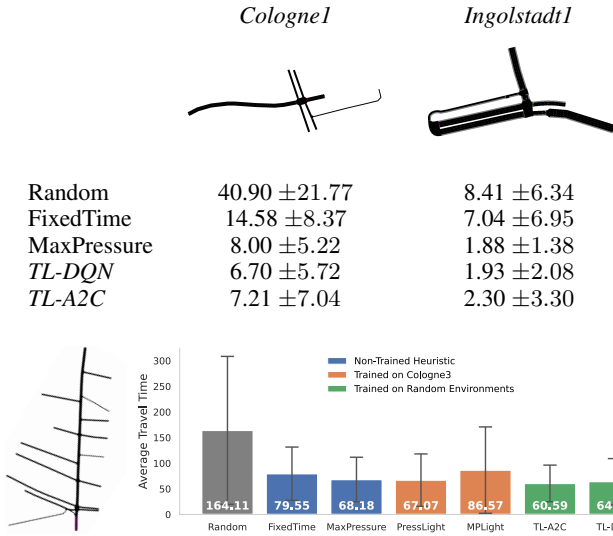 Cologne1 Ingolstadt1
Random 40.90 ±21.77 8.41 ±6.34
FixedTime 14.58 ±8.37 7.04 ±6.95
MaxPressure 8.00 ±5.22 1.88 ±1.38
TL-DQN 6.70 ±5.72 1.93 ±2.08
TL-A2C 7.21 ±7.04 2.30 ±3.30
Average Travel Time
300
250
200
150
100
50
0
Non-Trained Heuristic
Trained on Cologne3
Trained on Random Environments
164.11 79.55 68.18 67.07 86.57 60.59 64
Random FixedTime MaxPressure PressLight MPLight TL-A2C TL-D